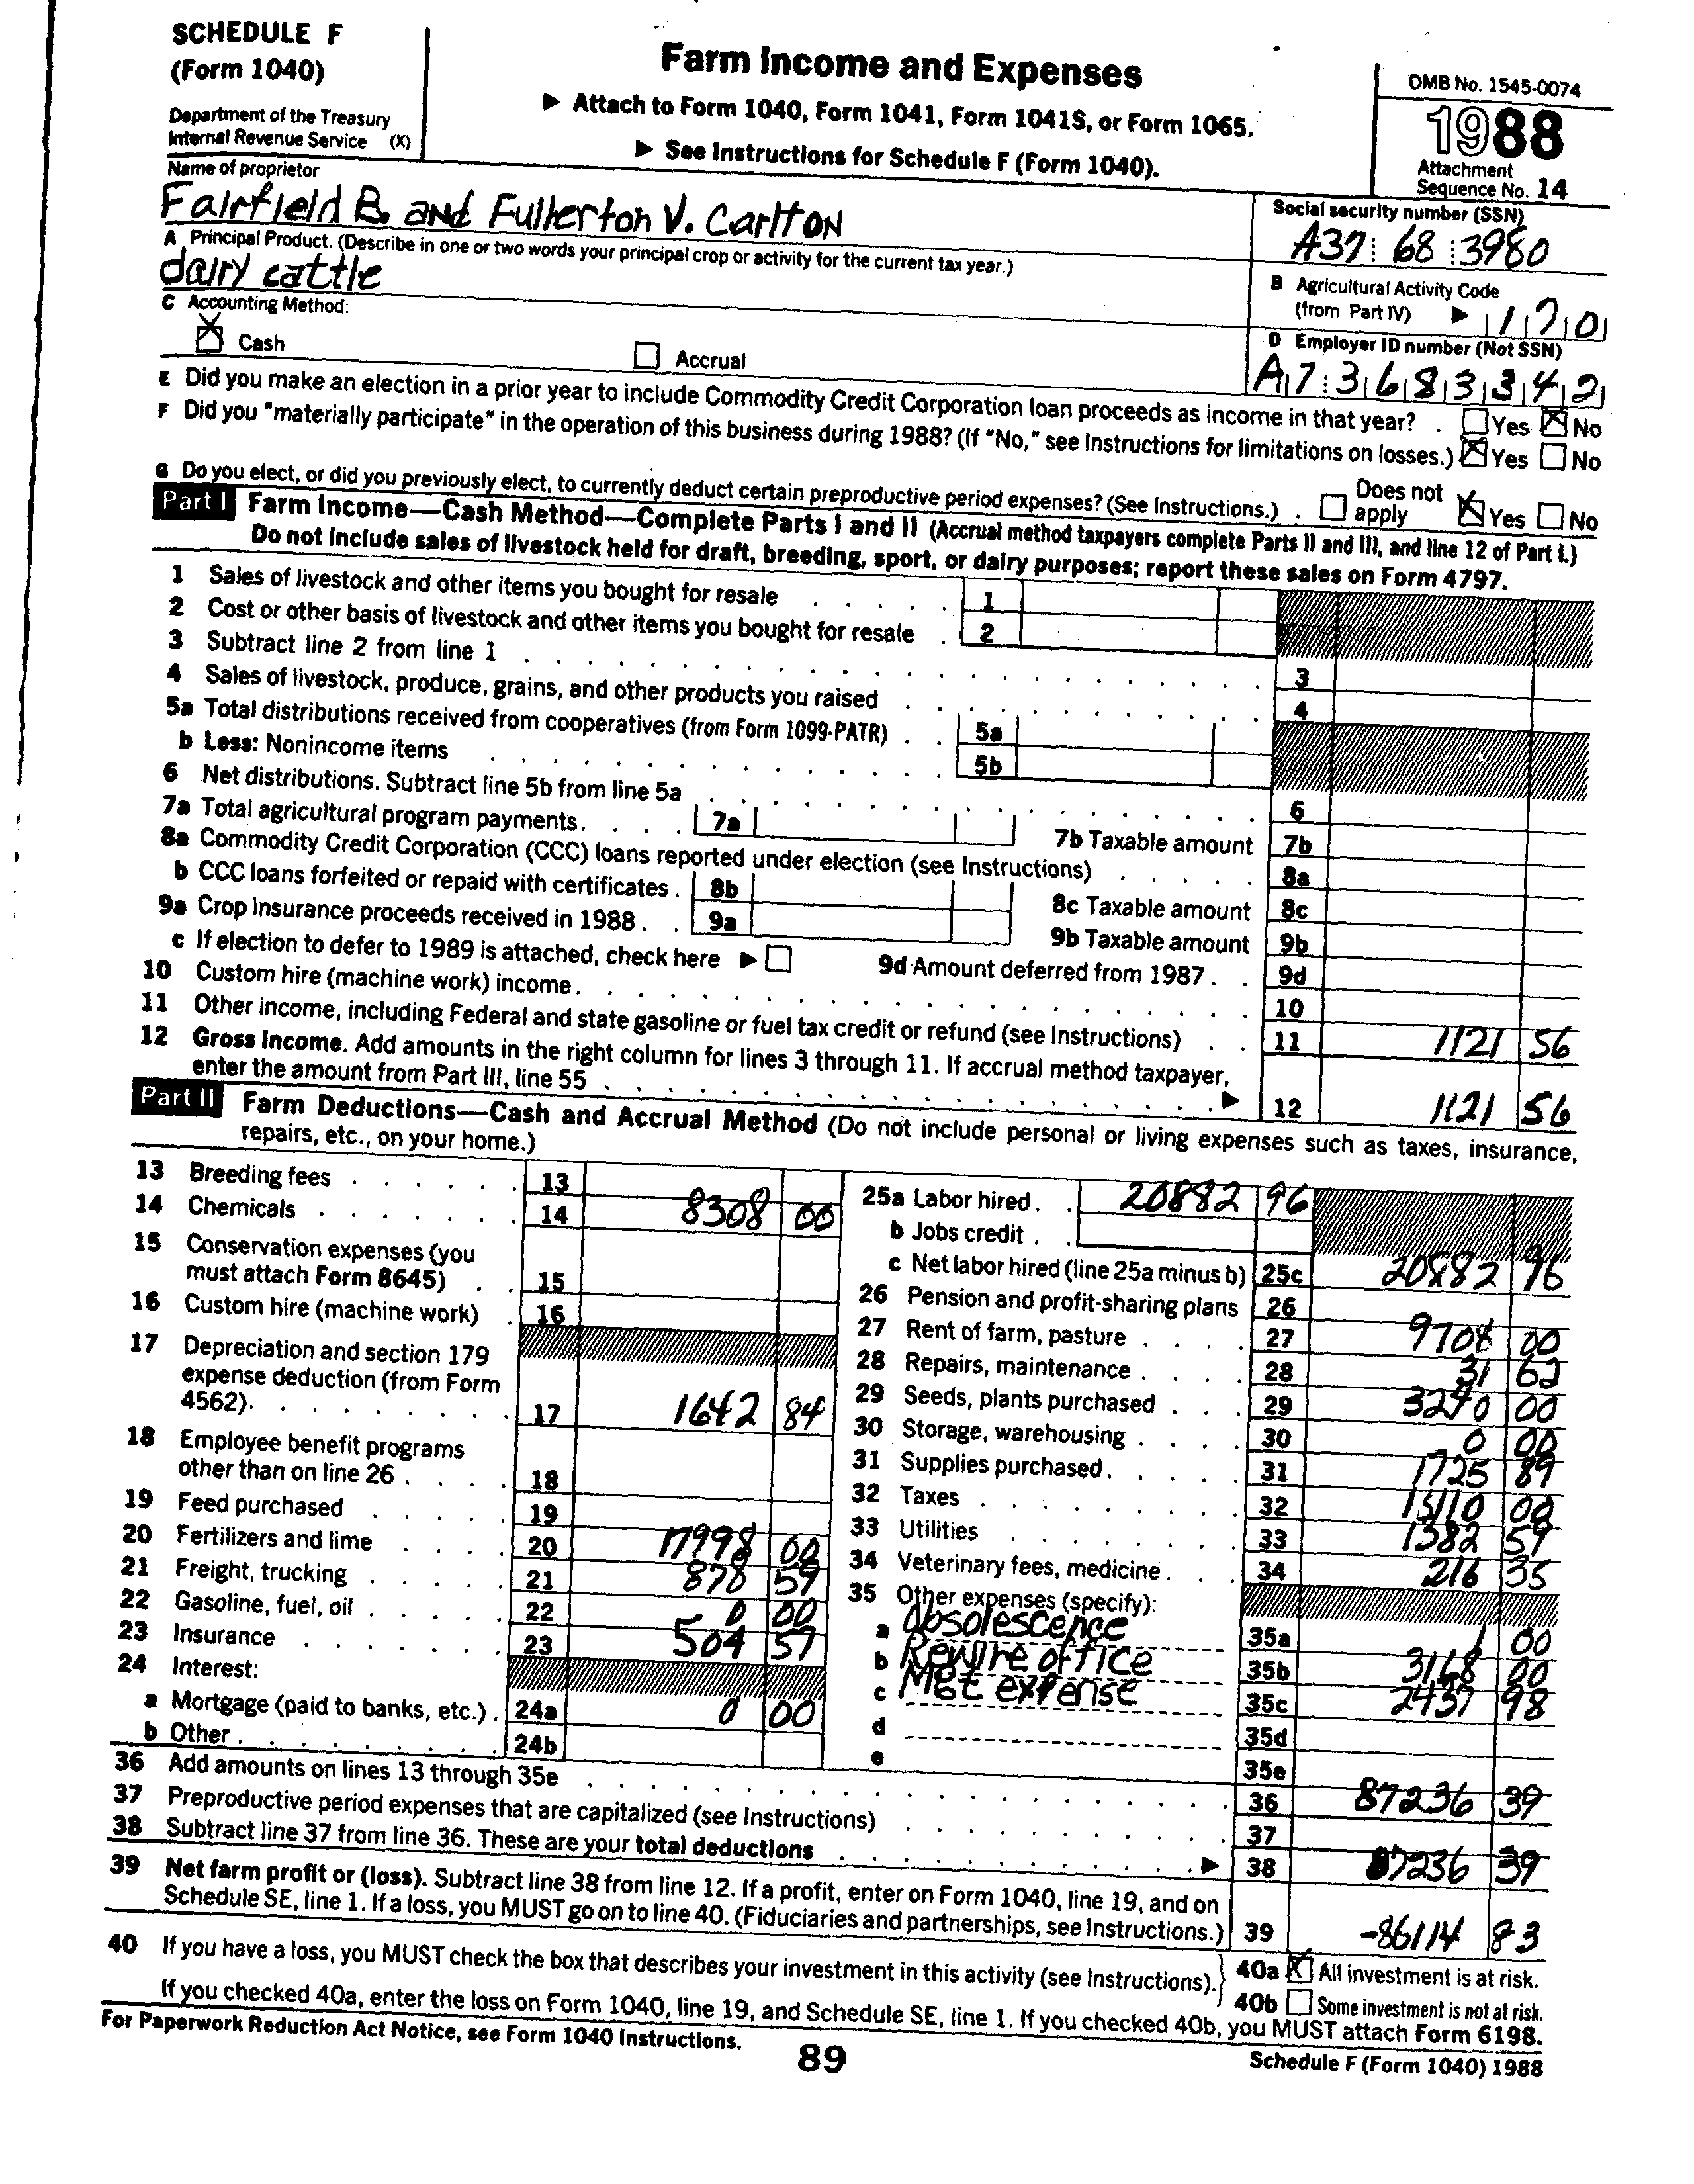 SCHEDULE F
(Form 1040)
Department of the Treasury
Internal Revenue Service (X)
Farm Income and Expenses
▶ Attach to Form 1040, Form 1041, Form 1041S, or Form 1065.
▶ See Instructions for Schedule F (Form 1040).
OMB No. 1545-0074
1988
Attachment
Sequence No. 14
Name of proprietor
Fairfield B. and Fullerton V. Carlton
Social security number (SSN)
A37 68 3980
A Principal Product. (Describe in one or two words your principal crop or activity for the current tax year.)
dairy cattle
B Agricultural Activity Code
(from Part IV) ▶ 170
C Accounting Method:
Cash Accrual
D Employer ID number (Not SSN)
A73683342
E Did you make an election in a prior year to include Commodity Credit Corporation loan proceeds as income in that year? . Yes No
F Did you "materially participate" in the operation of this business during 1988? (If "No," see Instructions for limitations on losses.) Yes No
G Do you elect, or did you previously elect, to currently deduct certain preproductive period expenses? (See Instructions.) . Does not apply Yes No
Part I Farm Income—Cash Method—Complete Parts I and II (Accrual method taxpayers complete Parts II and III, and line 12 of Part I.)
Do not include sales of livestock held for draft, breeding, sport, or dairy purposes; report these sales on Form 4797.
1 Sales of livestock and other items you bought for resale 1
2 Cost or other basis of livestock and other items you bought for resale 2
3 Subtract line 2 from line 1 3
4 Sales of livestock, produce, grains, and other products you raised 4
5a Total distributions received from cooperatives (from Form 1099-PATR) 5a
b Less: Nonincome items 5b
6 Net distributions. Subtract line 5b from line 5a 6
7a Total agricultural program payments. 7a 7b Taxable amount 7b
8a Commodity Credit Corporation (CCC) loans reported under election (see Instructions) 8a
b CCC loans forfeited or repaid with certificates . 8b 8c Taxable amount 8c
9a Crop insurance proceeds received in 1988 . 9a 9b Taxable amount 9b
c If election to defer to 1989 is attached, check here ▶ 9d Amount deferred from 1987 . 9d
10 Custom hire (machine work) income . 10
11 Other income, including Federal and state gasoline or fuel tax credit or refund (see Instructions) 11 1121 56
12 Gross Income. Add amounts in the right column for lines 3 through 11. If accrual method taxpayer,
enter the amount from Part III, line 55 ▶ 12 1121 56
Part II Farm Deductions—Cash and Accrual Method (Do not include personal or living expenses such as taxes, insurance,
repairs, etc., on your home.)
13 Breeding fees 13
14 Chemicals 14 8308 00
15 Conservation expenses (you
must attach Form 8645) 15
16 Custom hire (machine work) 16
17 Depreciation and section 179
expense deduction (from Form
4562). 17 1642 84
18 Employee benefit programs
other than on line 26 . 18
19 Feed purchased 19
20 Fertilizers and lime 20 17998 00
21 Freight, trucking 21 878 59
22 Gasoline, fuel, oil 22 0 00
23 Insurance 23 504 57
24 Interest:
a Mortgage (paid to banks, etc.) . 24a 0 00
b Other . 24b
25a Labor hired . 20882 96
b Jobs credit .
c Net labor hired (line 25a minus b) 25c 20882 96
26 Pension and profit-sharing plans 26
27 Rent of farm, pasture 27 9708 00
28 Repairs, maintenance 28 31 62
29 Seeds, plants purchased 29 3240 00
30 Storage, warehousing 30 0 00
31 Supplies purchased . 31 1725 89
32 Taxes 32 15110 00
33 Utilities 33 1382 59
34 Veterinary fees, medicine . 34 216 35
35 Other expenses (specify):
a Obsolescence 35a 1 00
b Rewire office 35b 3168 00
c Mgt expense 35c 2437 98
d 35d
e 35e
36 Add amounts on lines 13 through 35e 36 87236 39
37 Preproductive period expenses that are capitalized (see Instructions) 37
38 Subtract line 37 from line 36. These are your total deductions ▶ 38 87236 39
39 Net farm profit or (loss). Subtract line 38 from line 12. If a profit, enter on Form 1040, line 19, and on
Schedule SE, line 1. If a loss, you MUST go on to line 40. (Fiduciaries and partnerships, see Instructions.) 39 -86114 83
40 If you have a loss, you MUST check the box that describes your investment in this activity (see Instructions). 40a All investment is at risk.
40b Some investment is not at risk.
If you checked 40a, enter the loss on Form 1040, line 19, and Schedule SE, line 1. If you checked 40b, you MUST attach Form 6198.
For Paperwork Reduction Act Notice, see Form 1040 Instructions.
89
Schedule F (Form 1040) 1988